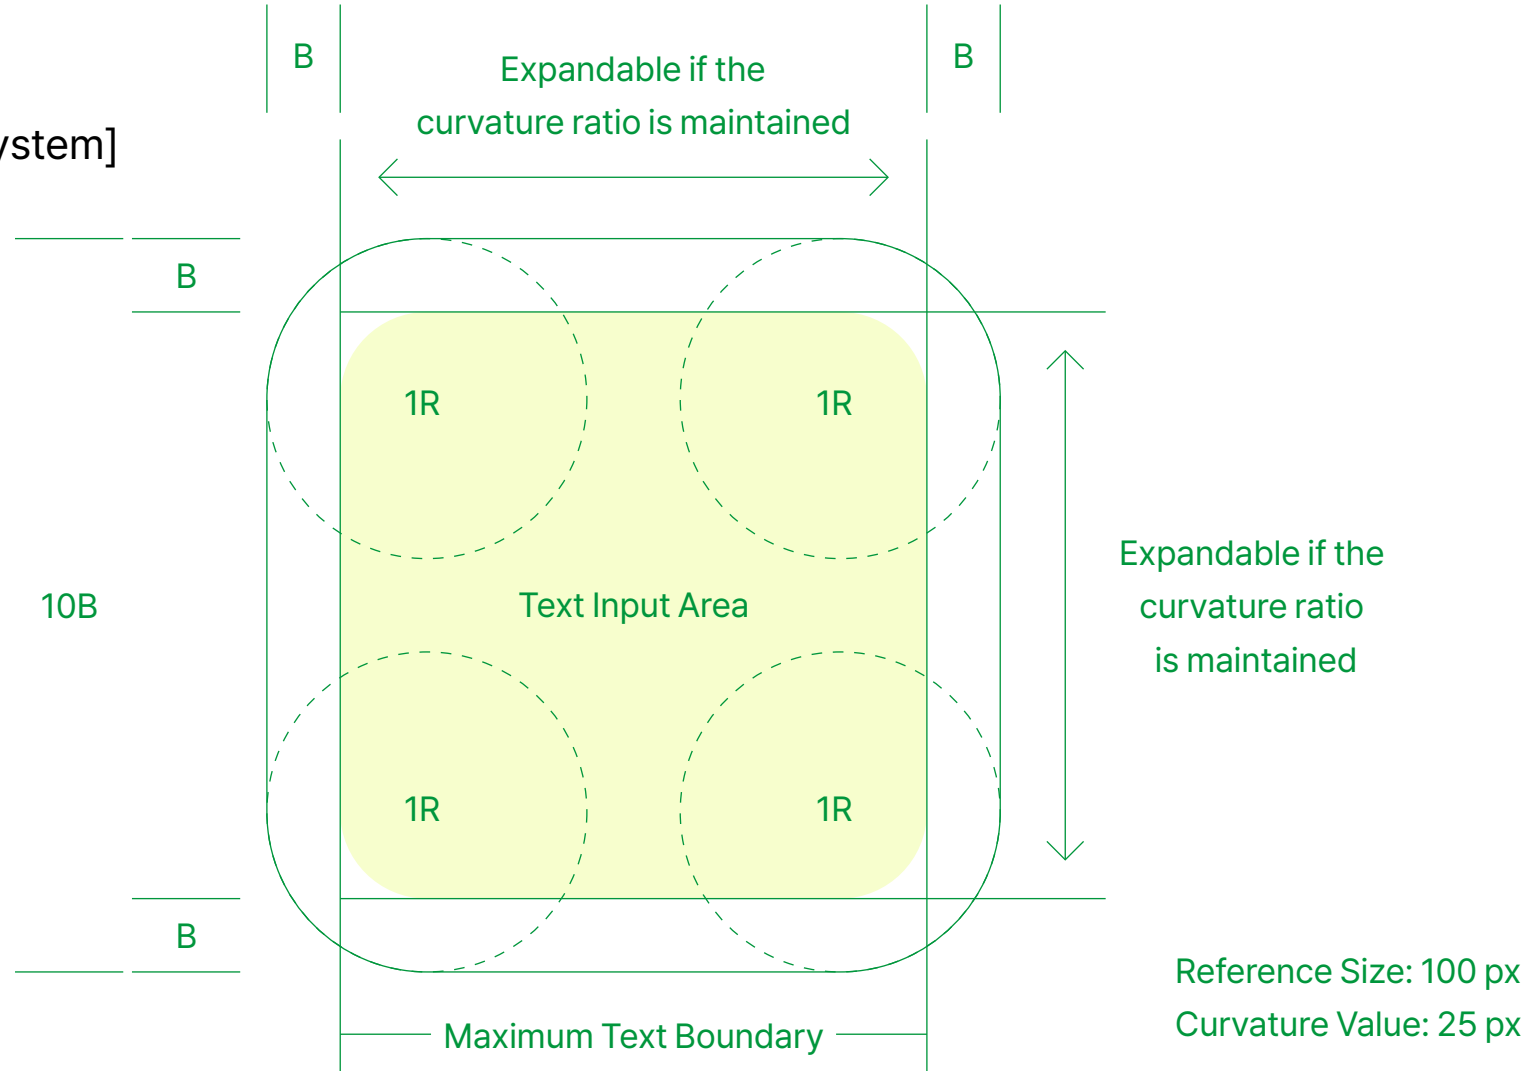 B
B
Expandable if the
curvature ratio is maintained
ystem]
B
1R
1R
Expandable if the
curvature ratio
is maintained
10B
Text Input Area
1R
1R
B
Reference Size: 100 px
Curvature Value: 25 px
Maximum Text Boundary